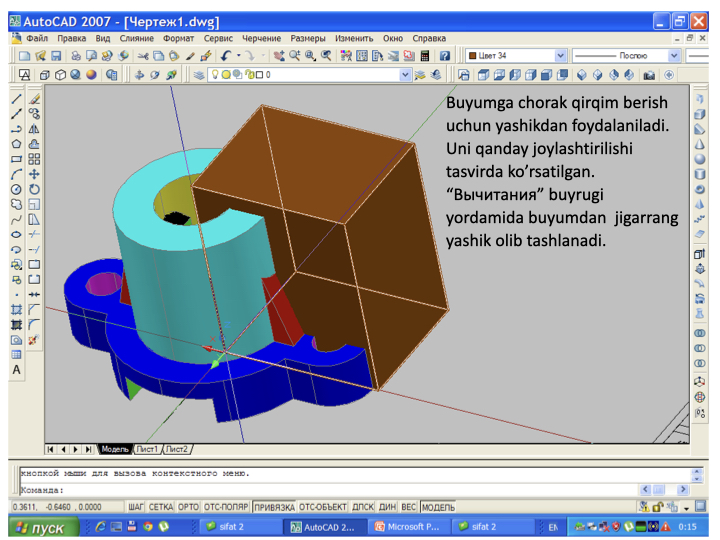 AutoCAD 2007 - [Чертеж1.dwg]
Файл Правка Вид Слияние Формат Сервис Черчение Размеры Изменить Окно Справка
0
Цвет 34
Послою
Buyumga chorak qirqim berish
uchun yashikdan foydalaniladi.
Uni qanday joylashtirilishi
tasvirda ko’rsatilgan.
“Вычитания” buyrugi
yordamida buyumdan jigarrang
yashik olib tashlanadi.
A
Модель Лист1 Лист2
кнопкой мыши для вызова контекстного меню.
Команда:
0.3611, -0.6460 , 0.0000 ШАГ СЕТКА ОРТО ОТС-ПОЛЯР ПРИВЯЗКА ОТС-ОБЪЕКТ ДПСК ДИН ВЕС МОДЕЛЬ
пуск sifat 2 AutoCAD 2... Microsoft P... sifat 2 EN 0:15